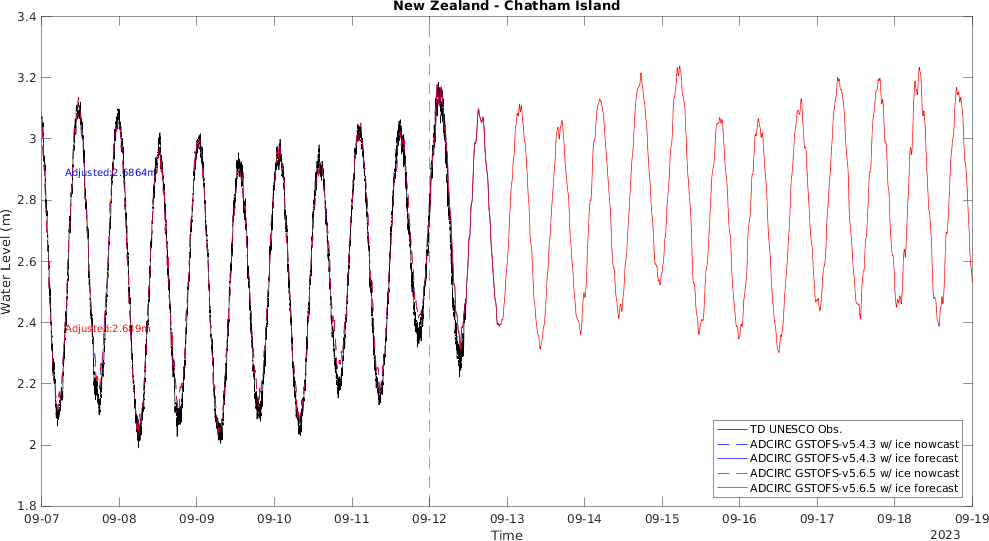 New Zealand - Chatham Island
3.4
3.2
3
2.8
2.6
2.4
2.2
2
1.8
Water Level (m)
Adjusted:2.6864m
Adjusted:2.689m
TD UNESCO Obs.
ADCIRC GSTOFS-v5.4.3 w/ ice nowcast
ADCIRC GSTOFS-v5.4.3 w/ ice forecast
ADCIRC GSTOFS-v5.6.5 w/ ice nowcast
ADCIRC GSTOFS-v5.6.5 w/ ice forecast
09-07 09-08 09-09 09-10 09-11 09-12 09-13 09-14 09-15 09-16 09-17 09-18 09-19
Time
2023